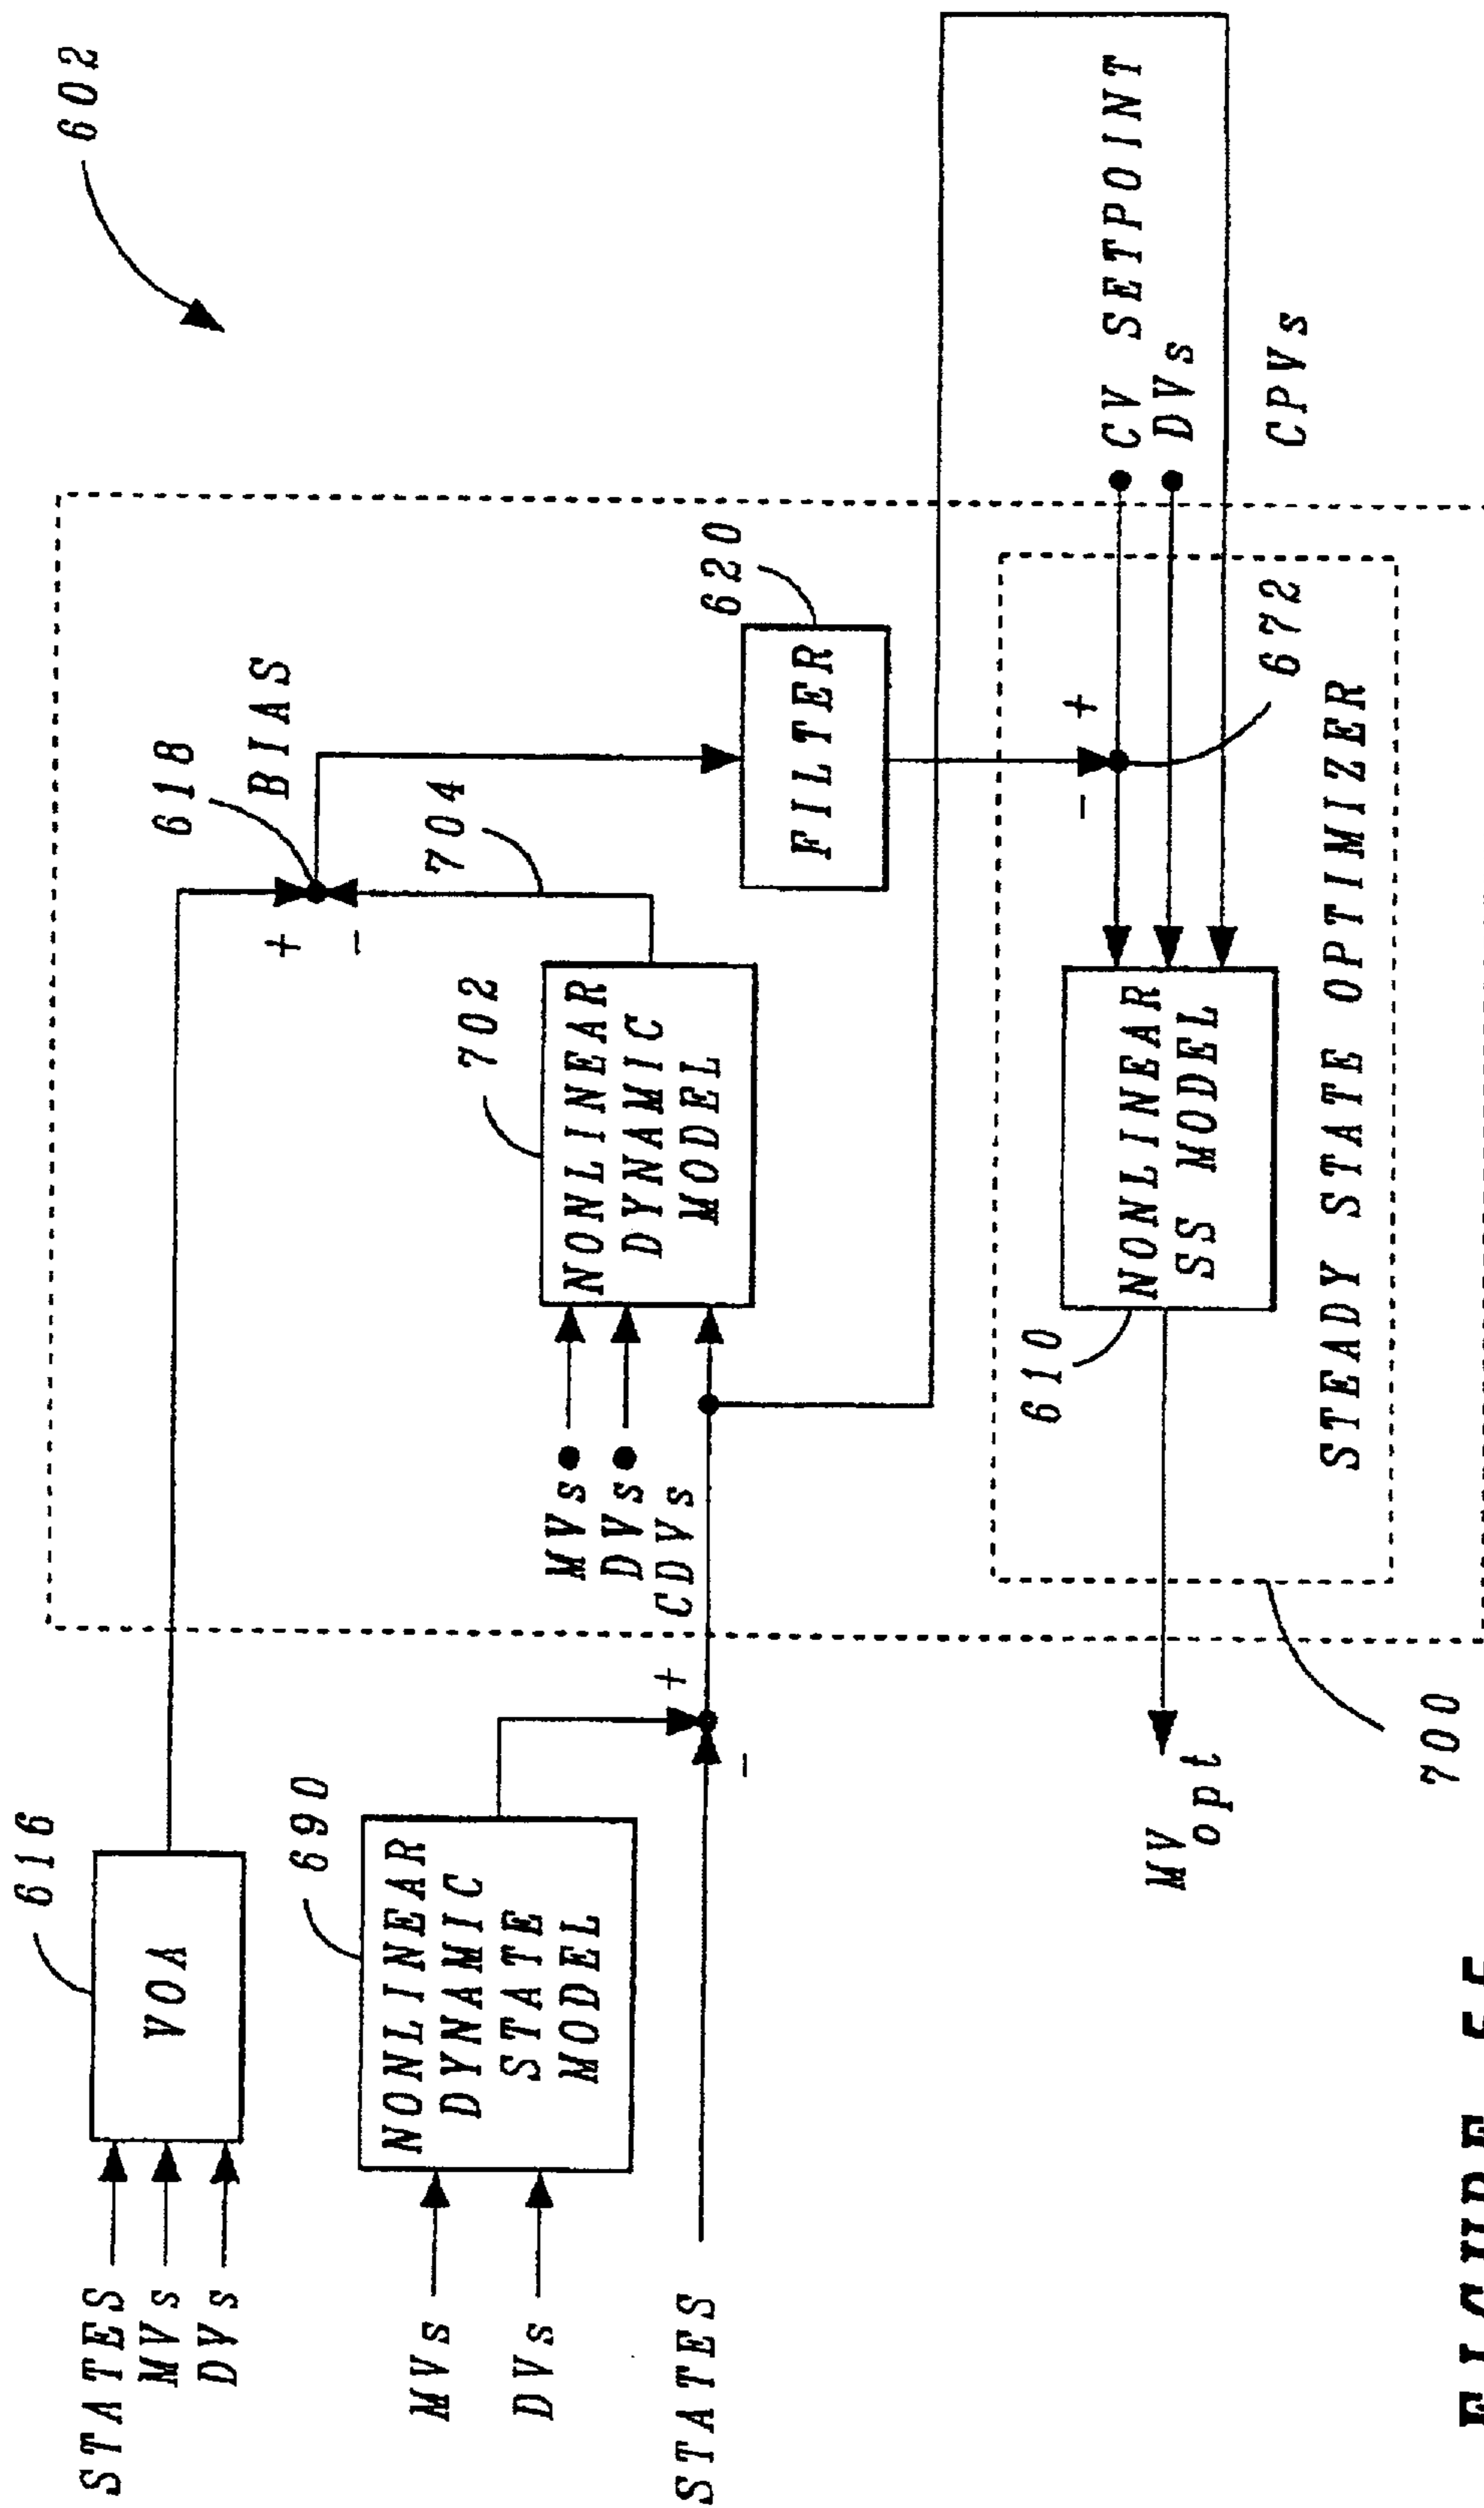 602
616
STATES
MVs
DVs
VOA
618
BIAS
+
-
690
MVs
DVs
NONLINEAR
DYNAMIC
STATE
MODEL
702
704
MVs
DVs
CDVs
NONLINEAR
DYNAMIC
MODEL
620
FILTER
STATES
+
-
610
NONLINEAR
SS MODEL
-
+
CV SETPOINT
DVs
CPVs
672
STEADY STATE OPTIMIZER
MVopt
700